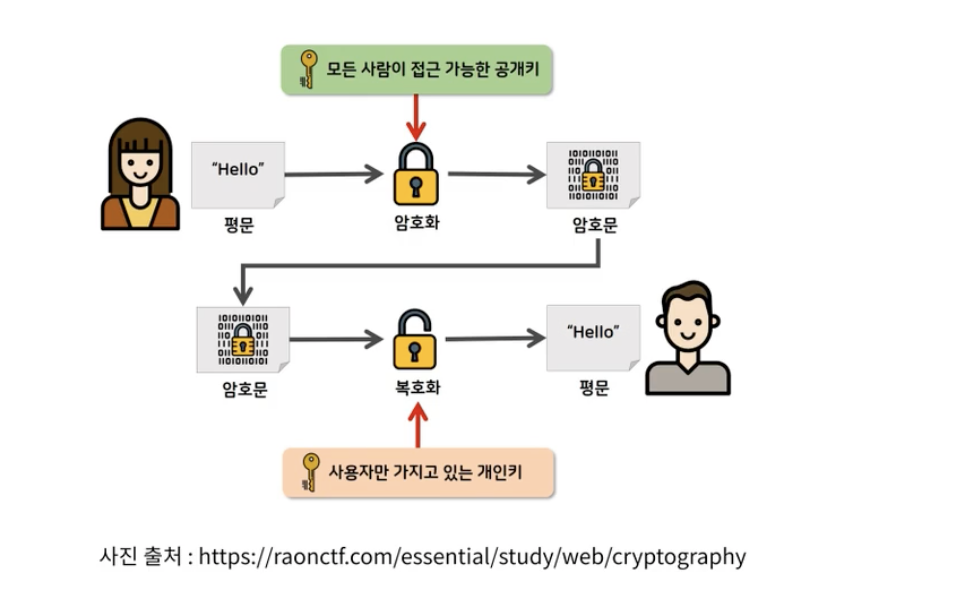 모든 사람이 접근 가능한 공개키
“Hello”
평문
암호화
암호문
암호문
복호화
“Hello”
평문
사용자만 가지고 있는 개인키
사진 출처 : https://raonctf.com/essential/study/web/cryptography